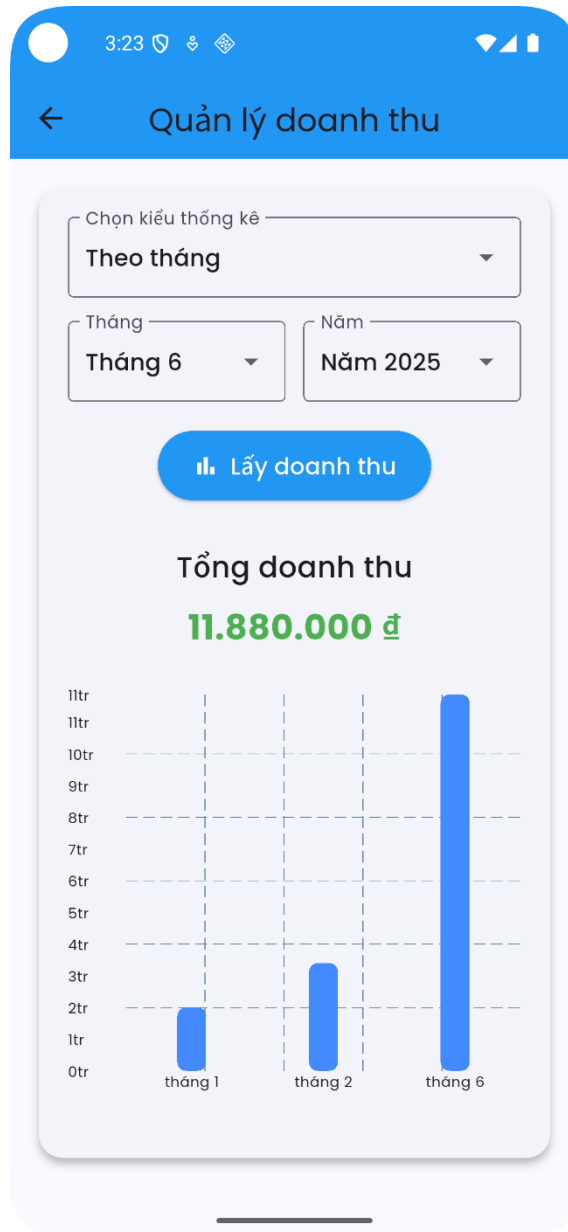 3:23
Quản lý doanh thu
Chọn kiểu thống kê
Theo tháng
Tháng
Tháng 6
Năm
Năm 2025
Lấy doanh thu
Tổng doanh thu
11.880.000 ₫
11tr
11tr
10tr
9tr
8tr
7tr
6tr
5tr
4tr
3tr
2tr
1tr
0tr
tháng 1 tháng 2 tháng 6